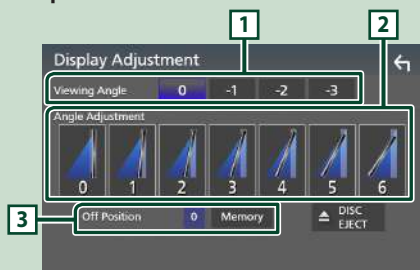 1 2
Display Adjustment
Viewing Angle 0 -1 -2 -3
Angle Adjustment
0 1 2 3 4 5 6
3 Off Position 0 Memory DISC
EJECT